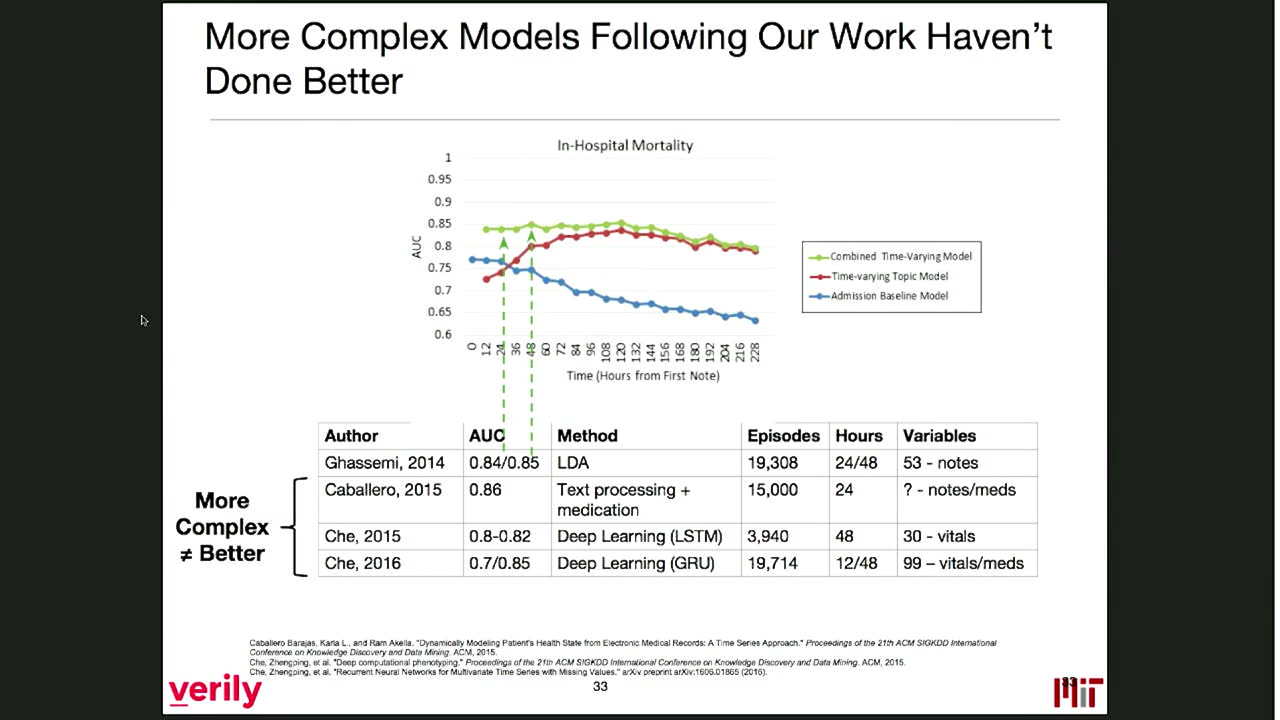 More Complex Models Following Our Work Haven't
Done Better
In-Hospital Mortality
1
0.95
0.9
0.85
0.8
0.75
0.7
0.65
0.6
AUC
0 12 24 36 48 60 72 84 96 108 120 132 144 156 168 180 192 204 216 228
Time (Hours from First Note)
Combined Time-Varying Model
Time-varying Topic Model
Admission Baseline Model
Author AUC Method Episodes Hours Variables
Ghassemi, 2014 0.84/0.85 LDA 19,308 24/48 53 - notes
Caballero, 2015 0.86 Text processing + 15,000 24 ? - notes/meds
medication
Che, 2015 0.8-0.82 Deep Learning (LSTM) 3,940 48 30 - vitals
Che, 2016 0.7/0.85 Deep Learning (GRU) 19,714 12/48 99 – vitals/meds
More
Complex
≠ Better
Caballero Barajas, Karla L., and Ram Akella. "Dynamically Modeling Patient's Health State from Electronic Medical Records: A Time Series Approach." Proceedings of the 21th ACM SIGKDD International
Conference on Knowledge Discovery and Data Mining. ACM, 2015.
Che, Zhengping, et al. "Deep computational phenotyping." Proceedings of the 21th ACM SIGKDD International Conference on Knowledge Discovery and Data Mining. ACM, 2015.
Che, Zhengping, et al. "Recurrent Neural Networks for Multivariate Time Series with Missing Values." arXiv preprint arXiv:1606.01865 (2016).
verily
33
33
MIT